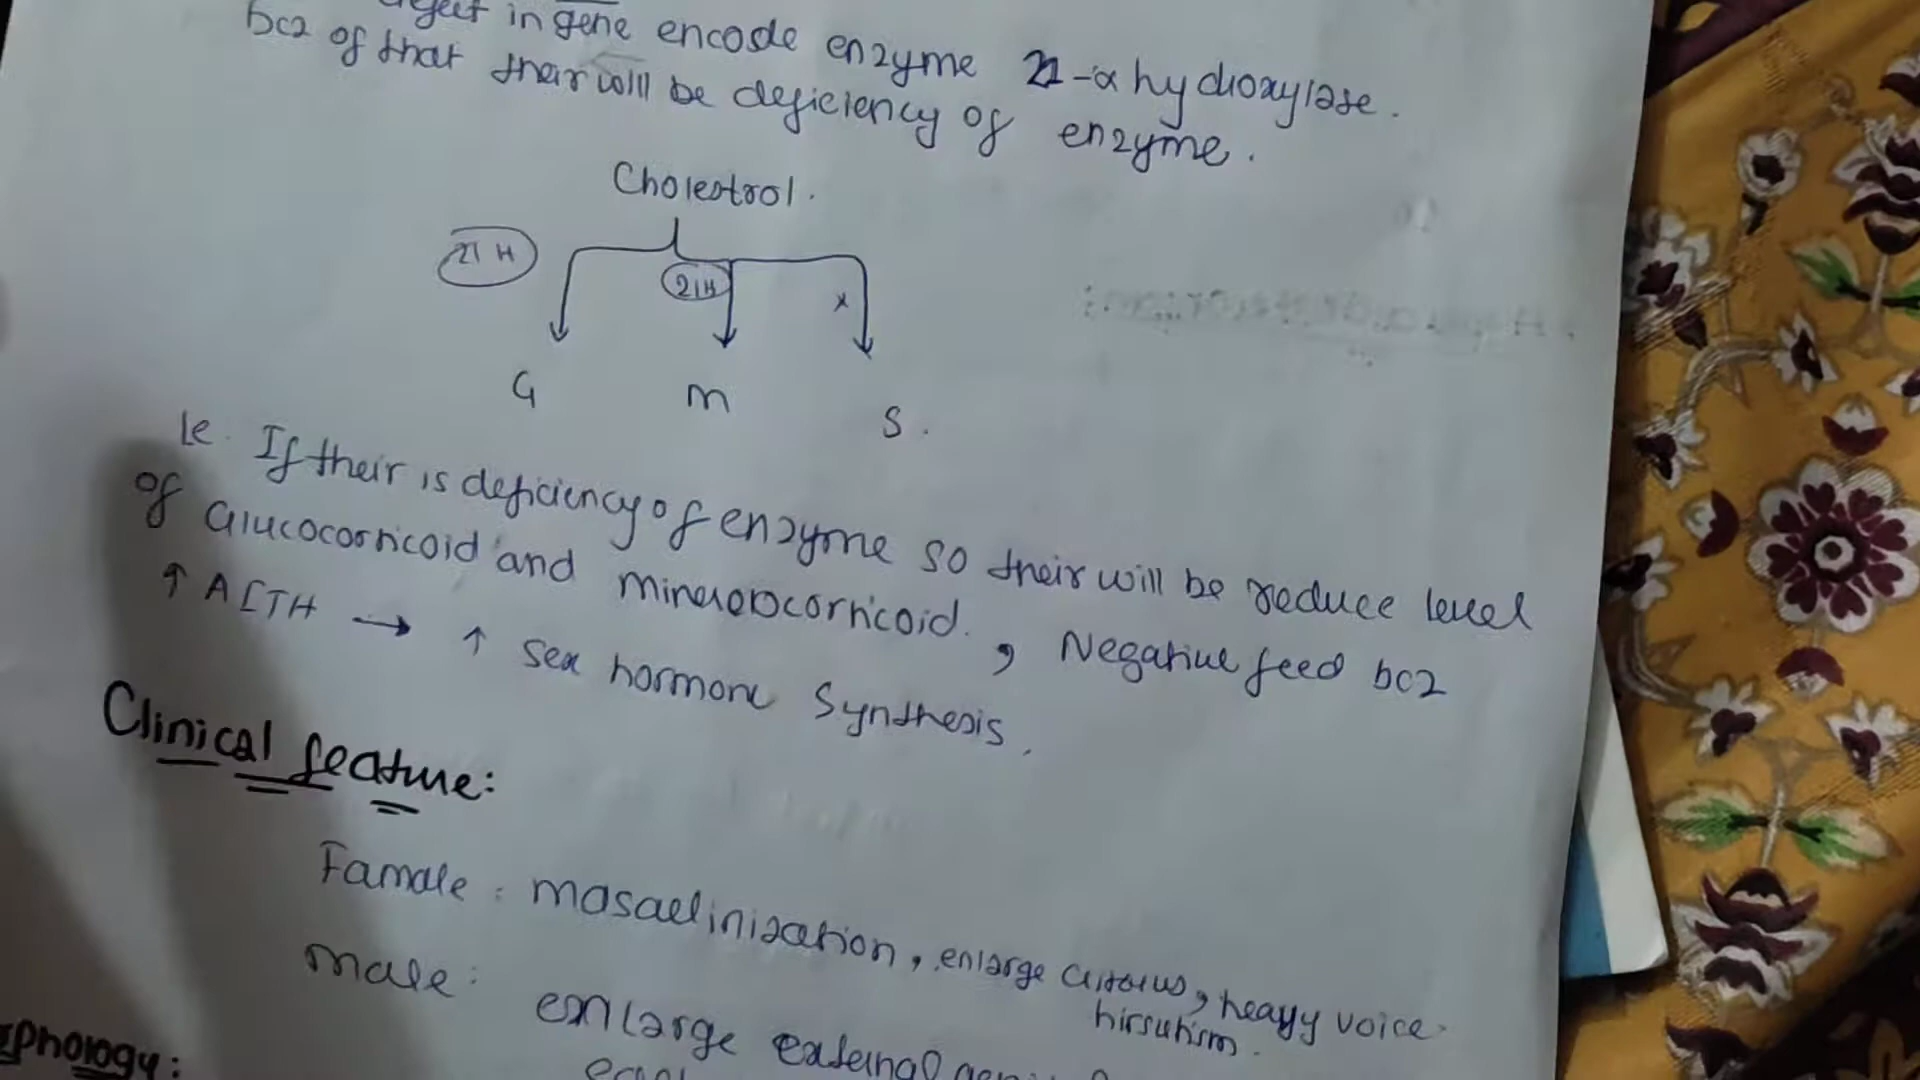 in gene encode enzyme 21-α hydroxylase.
bcz of that their will be deficiency of enzyme.
Cholestrol.
21 H
21H
x
G
M
S.
ie. If their is deficiency of enzyme so their will be reduce level
of Glucocorticoid and Mineralocorticoid. , Negative feed bcz
↑ ACTH → ↑ sex hormone Synthesis.
Clinical feature:
Famale: masculinization, enlarge clitorus, heavy voice
hirsutism.
Male: enlarge external